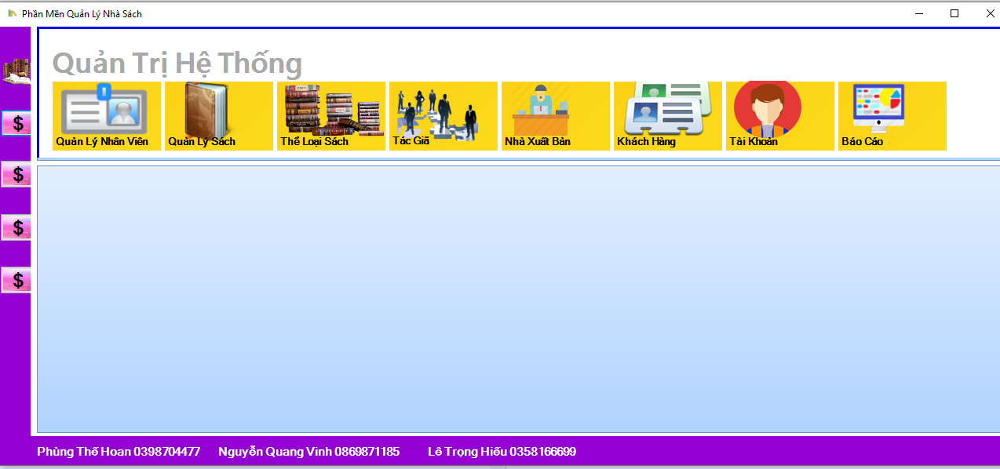 Phần Mền Quản Lý Nhà Sách
Quản Trị Hệ Thống
Quản Lý Nhân Viên
Quản Lý Sách
Thể Loại Sách
Tác Giã
Nhà Xuất Bản
Khách Hàng
Tài Khoản
Báo Cáo
$
$
$
$
Phùng Thế Hoan 0398704477 Nguyễn Quang Vinh 0869871185 Lê Trọng Hiếu 0358166699